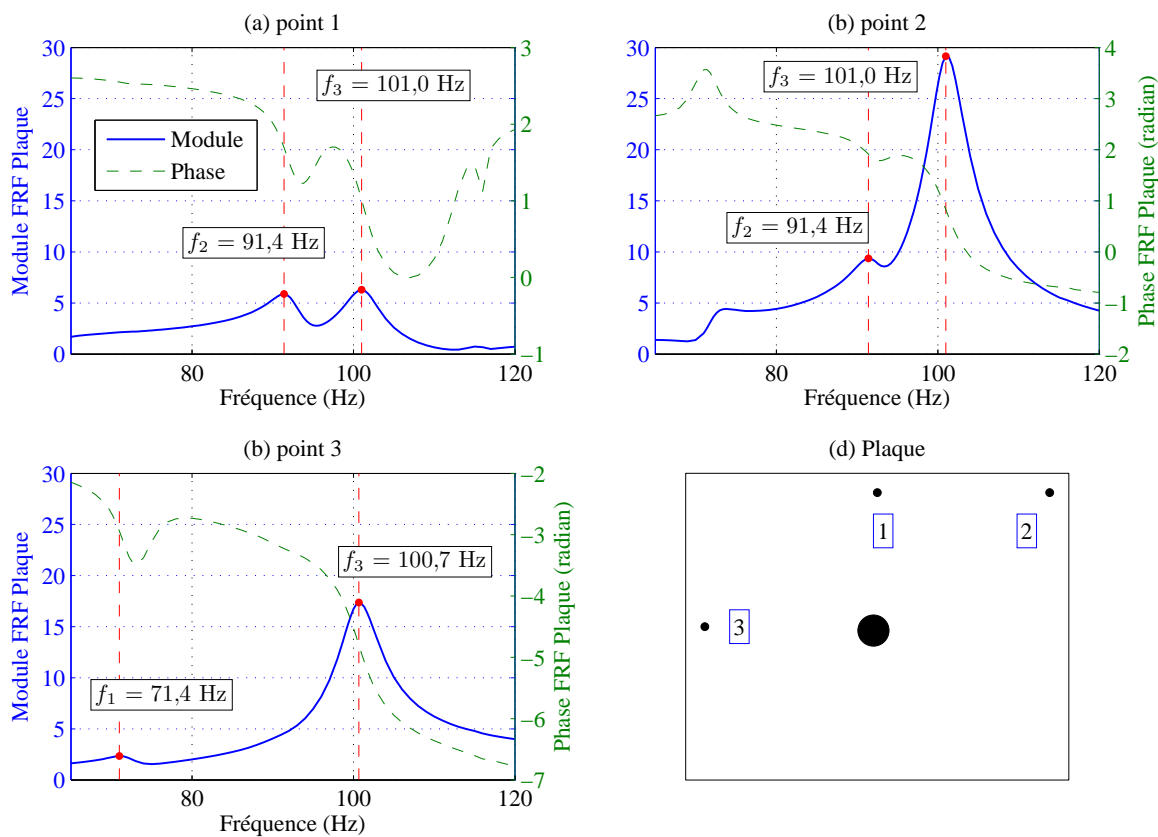 (a) point 1
30
25
20
15
10
5
0
Module FRF Plaque
3
2
1
0
−1
80
100
120
Fréquence (Hz)
f3 = 101,0 Hz
f2 = 91,4 Hz
Module
Phase
(b) point 2
30
25
20
15
10
5
0
4
3
2
1
0
−1
−2
Phase FRF Plaque (radian)
80
100
120
Fréquence (Hz)
f3 = 101,0 Hz
f2 = 91,4 Hz
(b) point 3
30
25
20
15
10
5
0
Module FRF Plaque
−2
−3
−4
−5
−6
−7
Phase FRF Plaque (radian)
80
100
120
Fréquence (Hz)
f3 = 100,7 Hz
f1 = 71,4 Hz
(d) Plaque
1
2
3